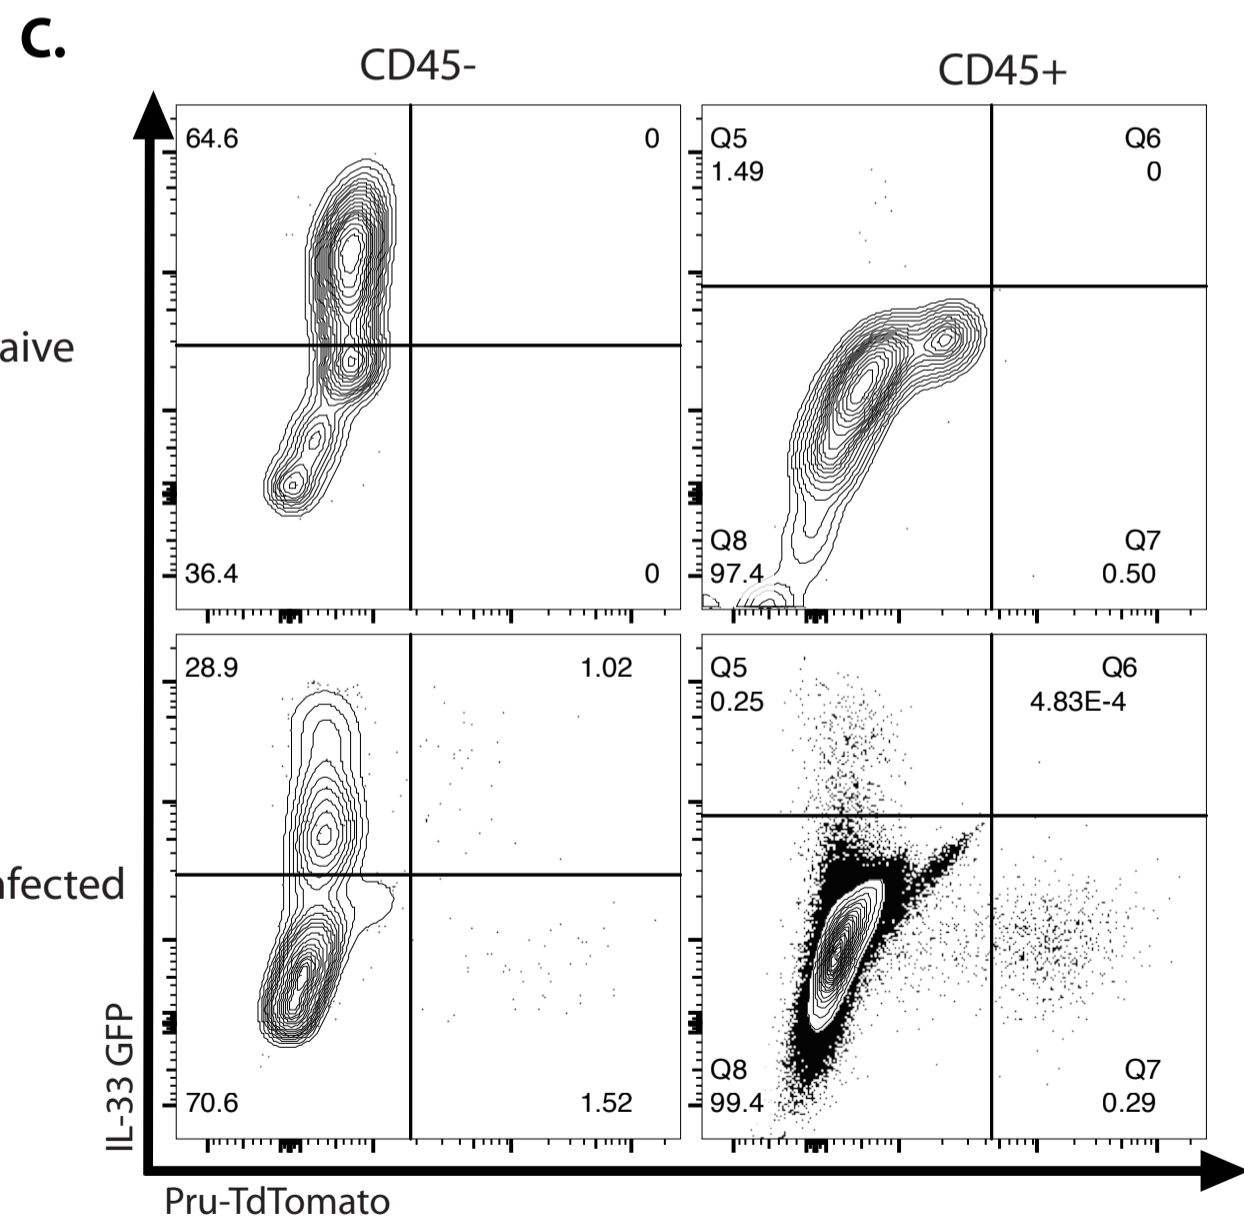 C.
CD45-
CD45+
64.6
0
Q5
1.49
Q6
0
aive
36.4
0
Q8
97.4
Q7
0.50
28.9
1.02
Q5
0.25
Q6
4.83E-4
nfected
70.6
1.52
Q8
99.4
Q7
0.29
IL-33 GFP
Pru-TdTomato